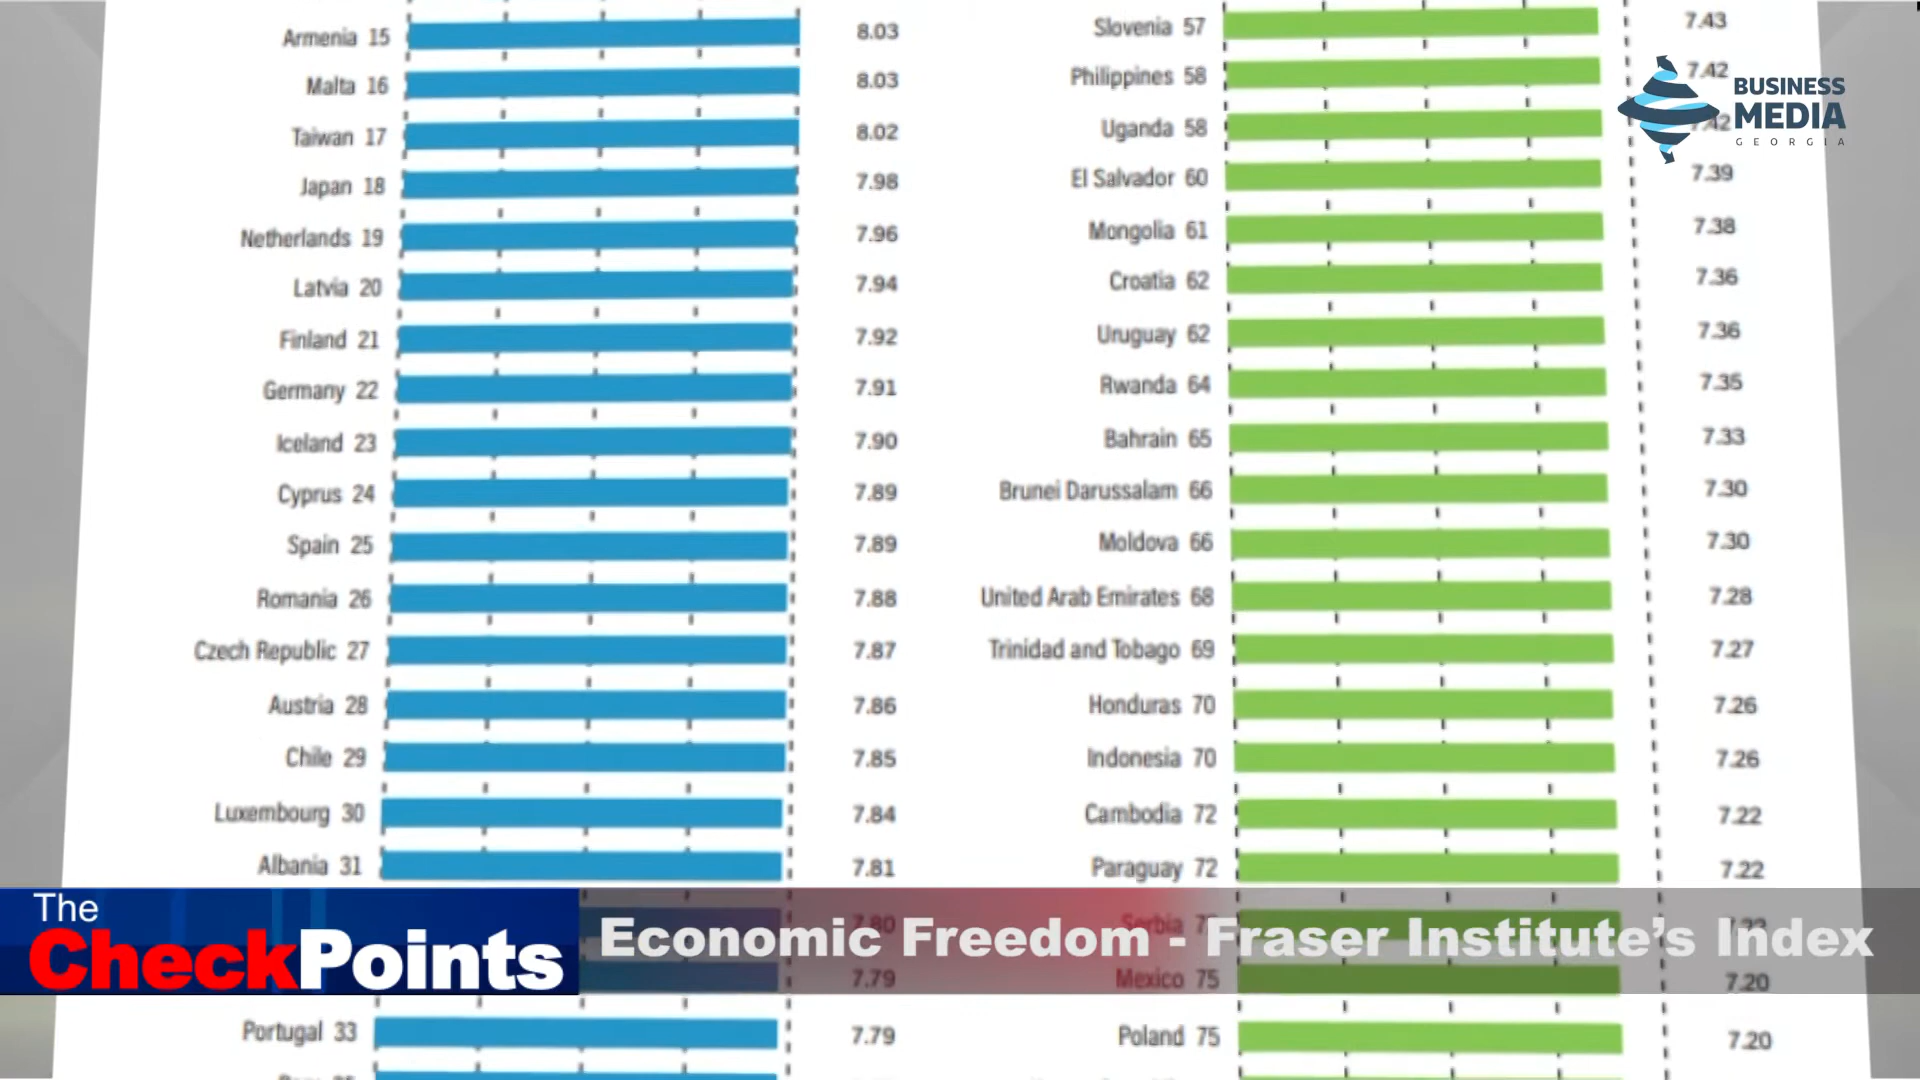 Armenia 15 8.03
Malta 16 8.03
Taiwan 17 8.02
Japan 18 7.98
Netherlands 19 7.96
Latvia 20 7.94
Finland 21 7.92
Germany 22 7.91
Iceland 23 7.90
Cyprus 24 7.89
Spain 25 7.89
Romania 26 7.88
Czech Republic 27 7.87
Austria 28 7.86
Chile 29 7.85
Luxembourg 30 7.84
Albania 31 7.81
7.79
Portugal 33 7.79
Slovenia 57 7.43
Philippines 58 7.42
Uganda 58
El Salvador 60 7.39
Mongolia 61 7.38
Croatia 62 7.36
Uruguay 62 7.36
Rwanda 64 7.35
Bahrain 65 7.33
Brunei Darussalam 66 7.30
Moldova 66 7.30
United Arab Emirates 68 7.28
Trinidad and Tobago 69 7.27
Honduras 70 7.26
Indonesia 70 7.26
Cambodia 72 7.22
Paraguay 72 7.22
Serbia
Mexico 75 7.20
Poland 75 7.20
BUSINESS
MEDIA
GEORGIA
The
CheckPoints
Economic Freedom - Fraser Institute’s Index